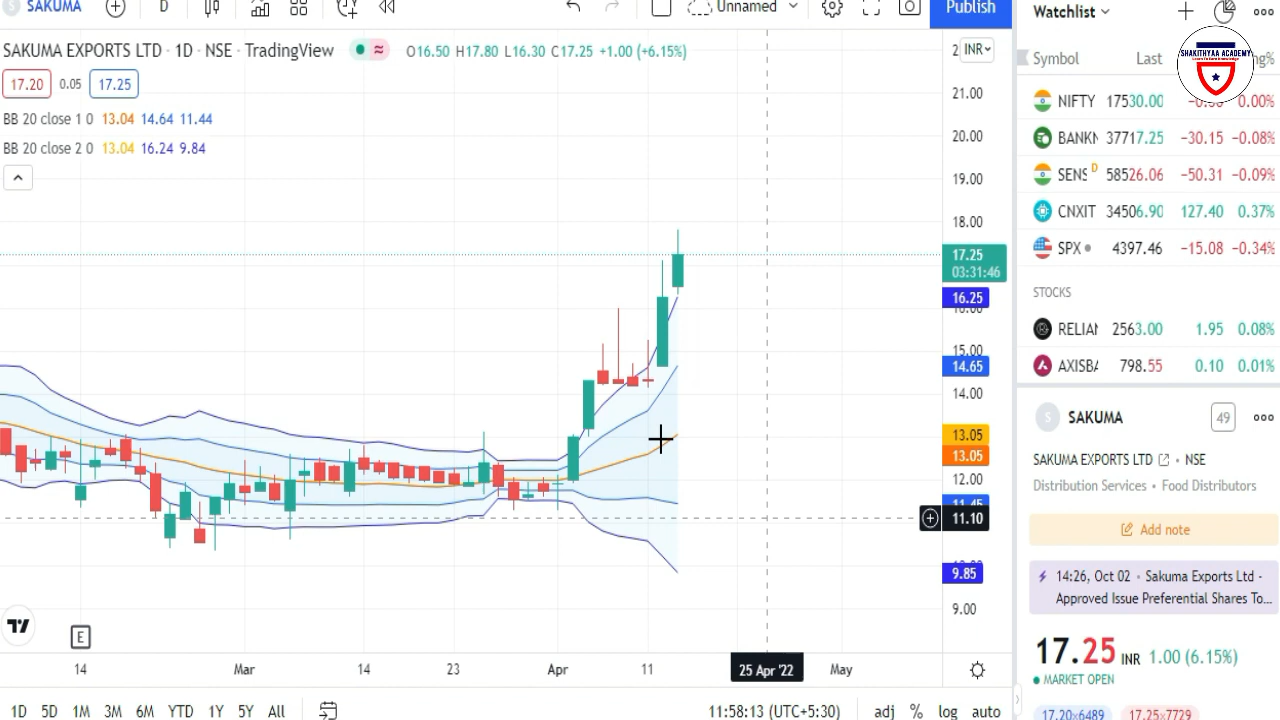 SAKUMA
D
Unnamed
Publish
Watchlist
SAKUMA EXPORTS LTD · 1D · NSE · TradingView
O16.50 H17.80 L16.30 C17.25 +1.00 (+6.15%)
17.20 0.05 17.25
BB 20 close 1 0 13.04 14.64 11.44
BB 20 close 2 0 13.04 16.24 9.84
INR
21.00
20.00
19.00
18.00
17.25
03:31:46
16.25
16.00
15.00
14.65
14.00
13.05
13.05
12.00
11.45
11.10
9.85
9.00
E
14 Mar 14 23 Apr 11 25 Apr '22 May
1D 5D 1M 3M 6M YTD 1Y 5Y All
11:58:13 (UTC+5:30) adj % log auto
Symbol Last
SHAKITHYAA ACADEMY
NIFTY 17530.00 0.00%
BANKN 37717.25 −30.15 −0.08%
SENS D 58526.06 −50.31 −0.09%
CNXIT 34506.90 127.40 0.37%
SPX 4397.46 −15.08 −0.34%
STOCKS
RELIAN 2563.00 1.95 0.08%
AXISBA 798.55 0.10 0.01%
S SAKUMA 49
SAKUMA EXPORTS LTD • NSE
Distribution Services • Food Distributors
Add note
14:26, Oct 02 • Sakuma Exports Ltd -
Approved Issue Preferential Shares To...
17.25 INR 1.00 (6.15%)
MARKET OPEN
17.20×6489 17.25×7729